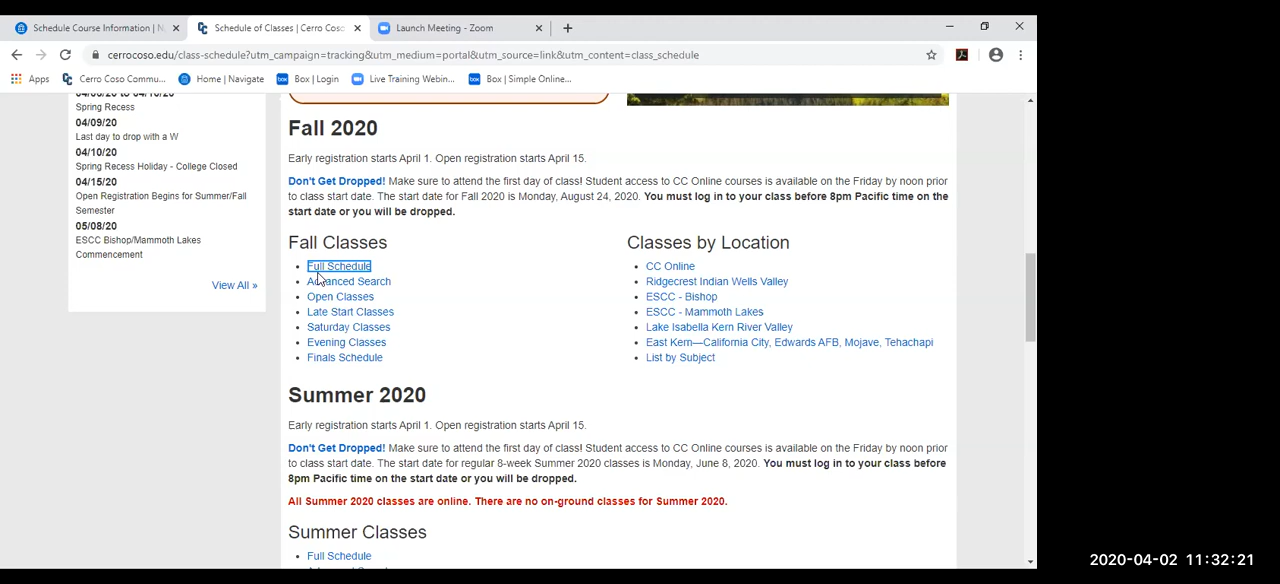 Schedule Course Information | N
Schedule of Classes | Cerro Coso
Launch Meeting - Zoom
cerrocoso.edu/class-schedule?utm_campaign=tracking&utm_medium=portal&utm_source=link&utm_content=class_schedule
Apps
Cerro Coso Commu...
Home | Navigate
Box | Login
Live Training Webin...
Box | Simple Online...
Spring Recess
04/09/20
Last day to drop with a W
04/10/20
Spring Recess Holiday - College Closed
04/15/20
Open Registration Begins for Summer/Fall
Semester
05/08/20
ESCC Bishop/Mammoth Lakes
Commencement
View All »
Fall 2020
Early registration starts April 1. Open registration starts April 15.
Don't Get Dropped! Make sure to attend the first day of class! Student access to CC Online courses is available on the Friday by noon prior
to class start date. The start date for Fall 2020 is Monday, August 24, 2020. You must log in to your class before 8pm Pacific time on the
start date or you will be dropped.
Fall Classes
Full Schedule
Advanced Search
Open Classes
Late Start Classes
Saturday Classes
Evening Classes
Finals Schedule
Classes by Location
CC Online
Ridgecrest Indian Wells Valley
ESCC - Bishop
ESCC - Mammoth Lakes
Lake Isabella Kern River Valley
East Kern—California City, Edwards AFB, Mojave, Tehachapi
List by Subject
Summer 2020
Early registration starts April 1. Open registration starts April 15.
Don't Get Dropped! Make sure to attend the first day of class! Student access to CC Online courses is available on the Friday by noon prior
to class start date. The start date for regular 8-week Summer 2020 classes is Monday, June 8, 2020. You must log in to your class before
8pm Pacific time on the start date or you will be dropped.
All Summer 2020 classes are online. There are no on-ground classes for Summer 2020.
Summer Classes
Full Schedule
2020-04-02 11:32:21